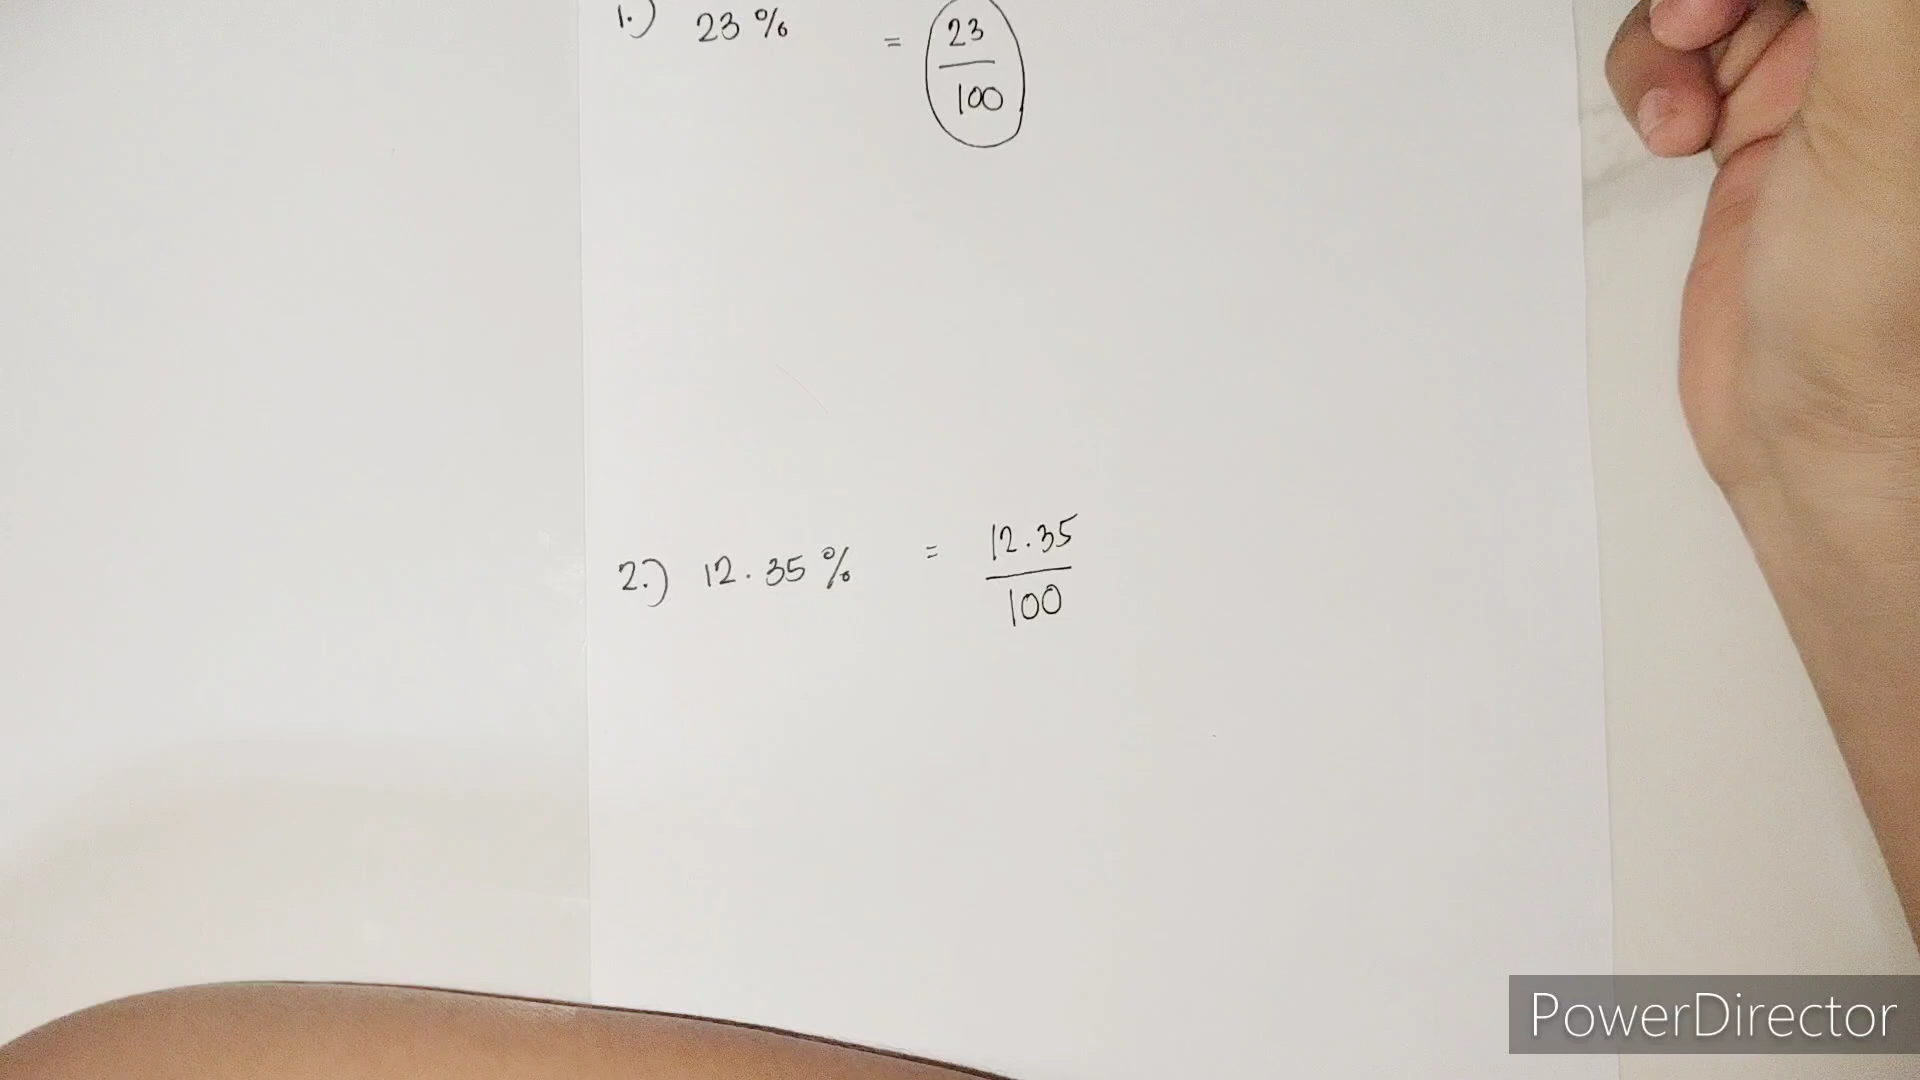 1.) 23 % = 23
100
2.) 12.35 % = 12.35
100
PowerDirector